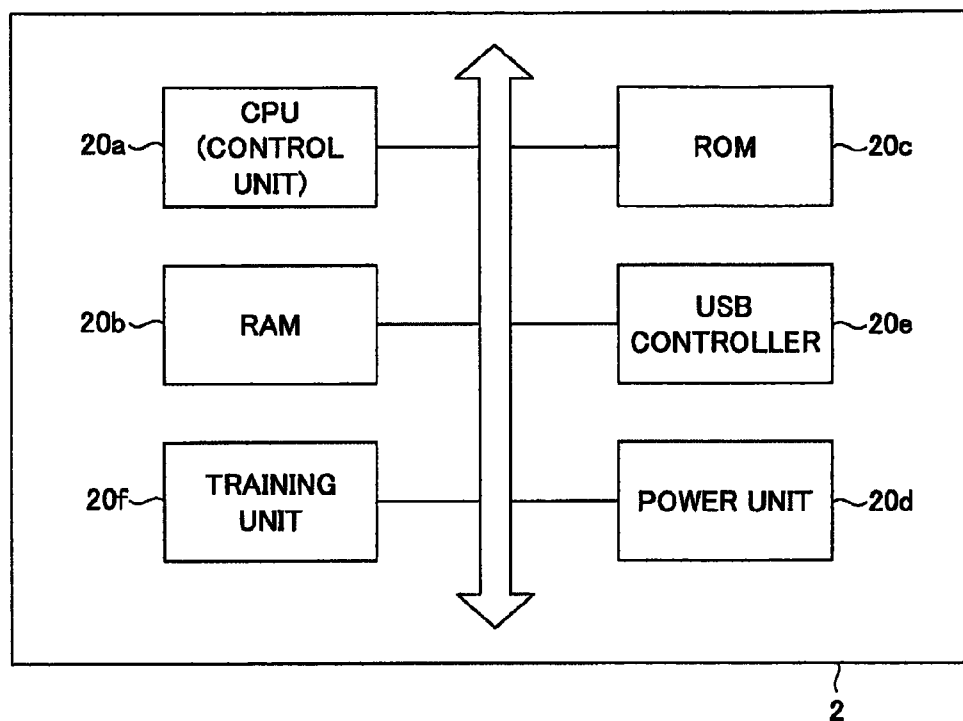 20a
CPU
(CONTROL
UNIT)
ROM
20c
20b
RAM
USB
CONTROLLER
20e
20f
TRAINING
UNIT
POWER UNIT
20d
2